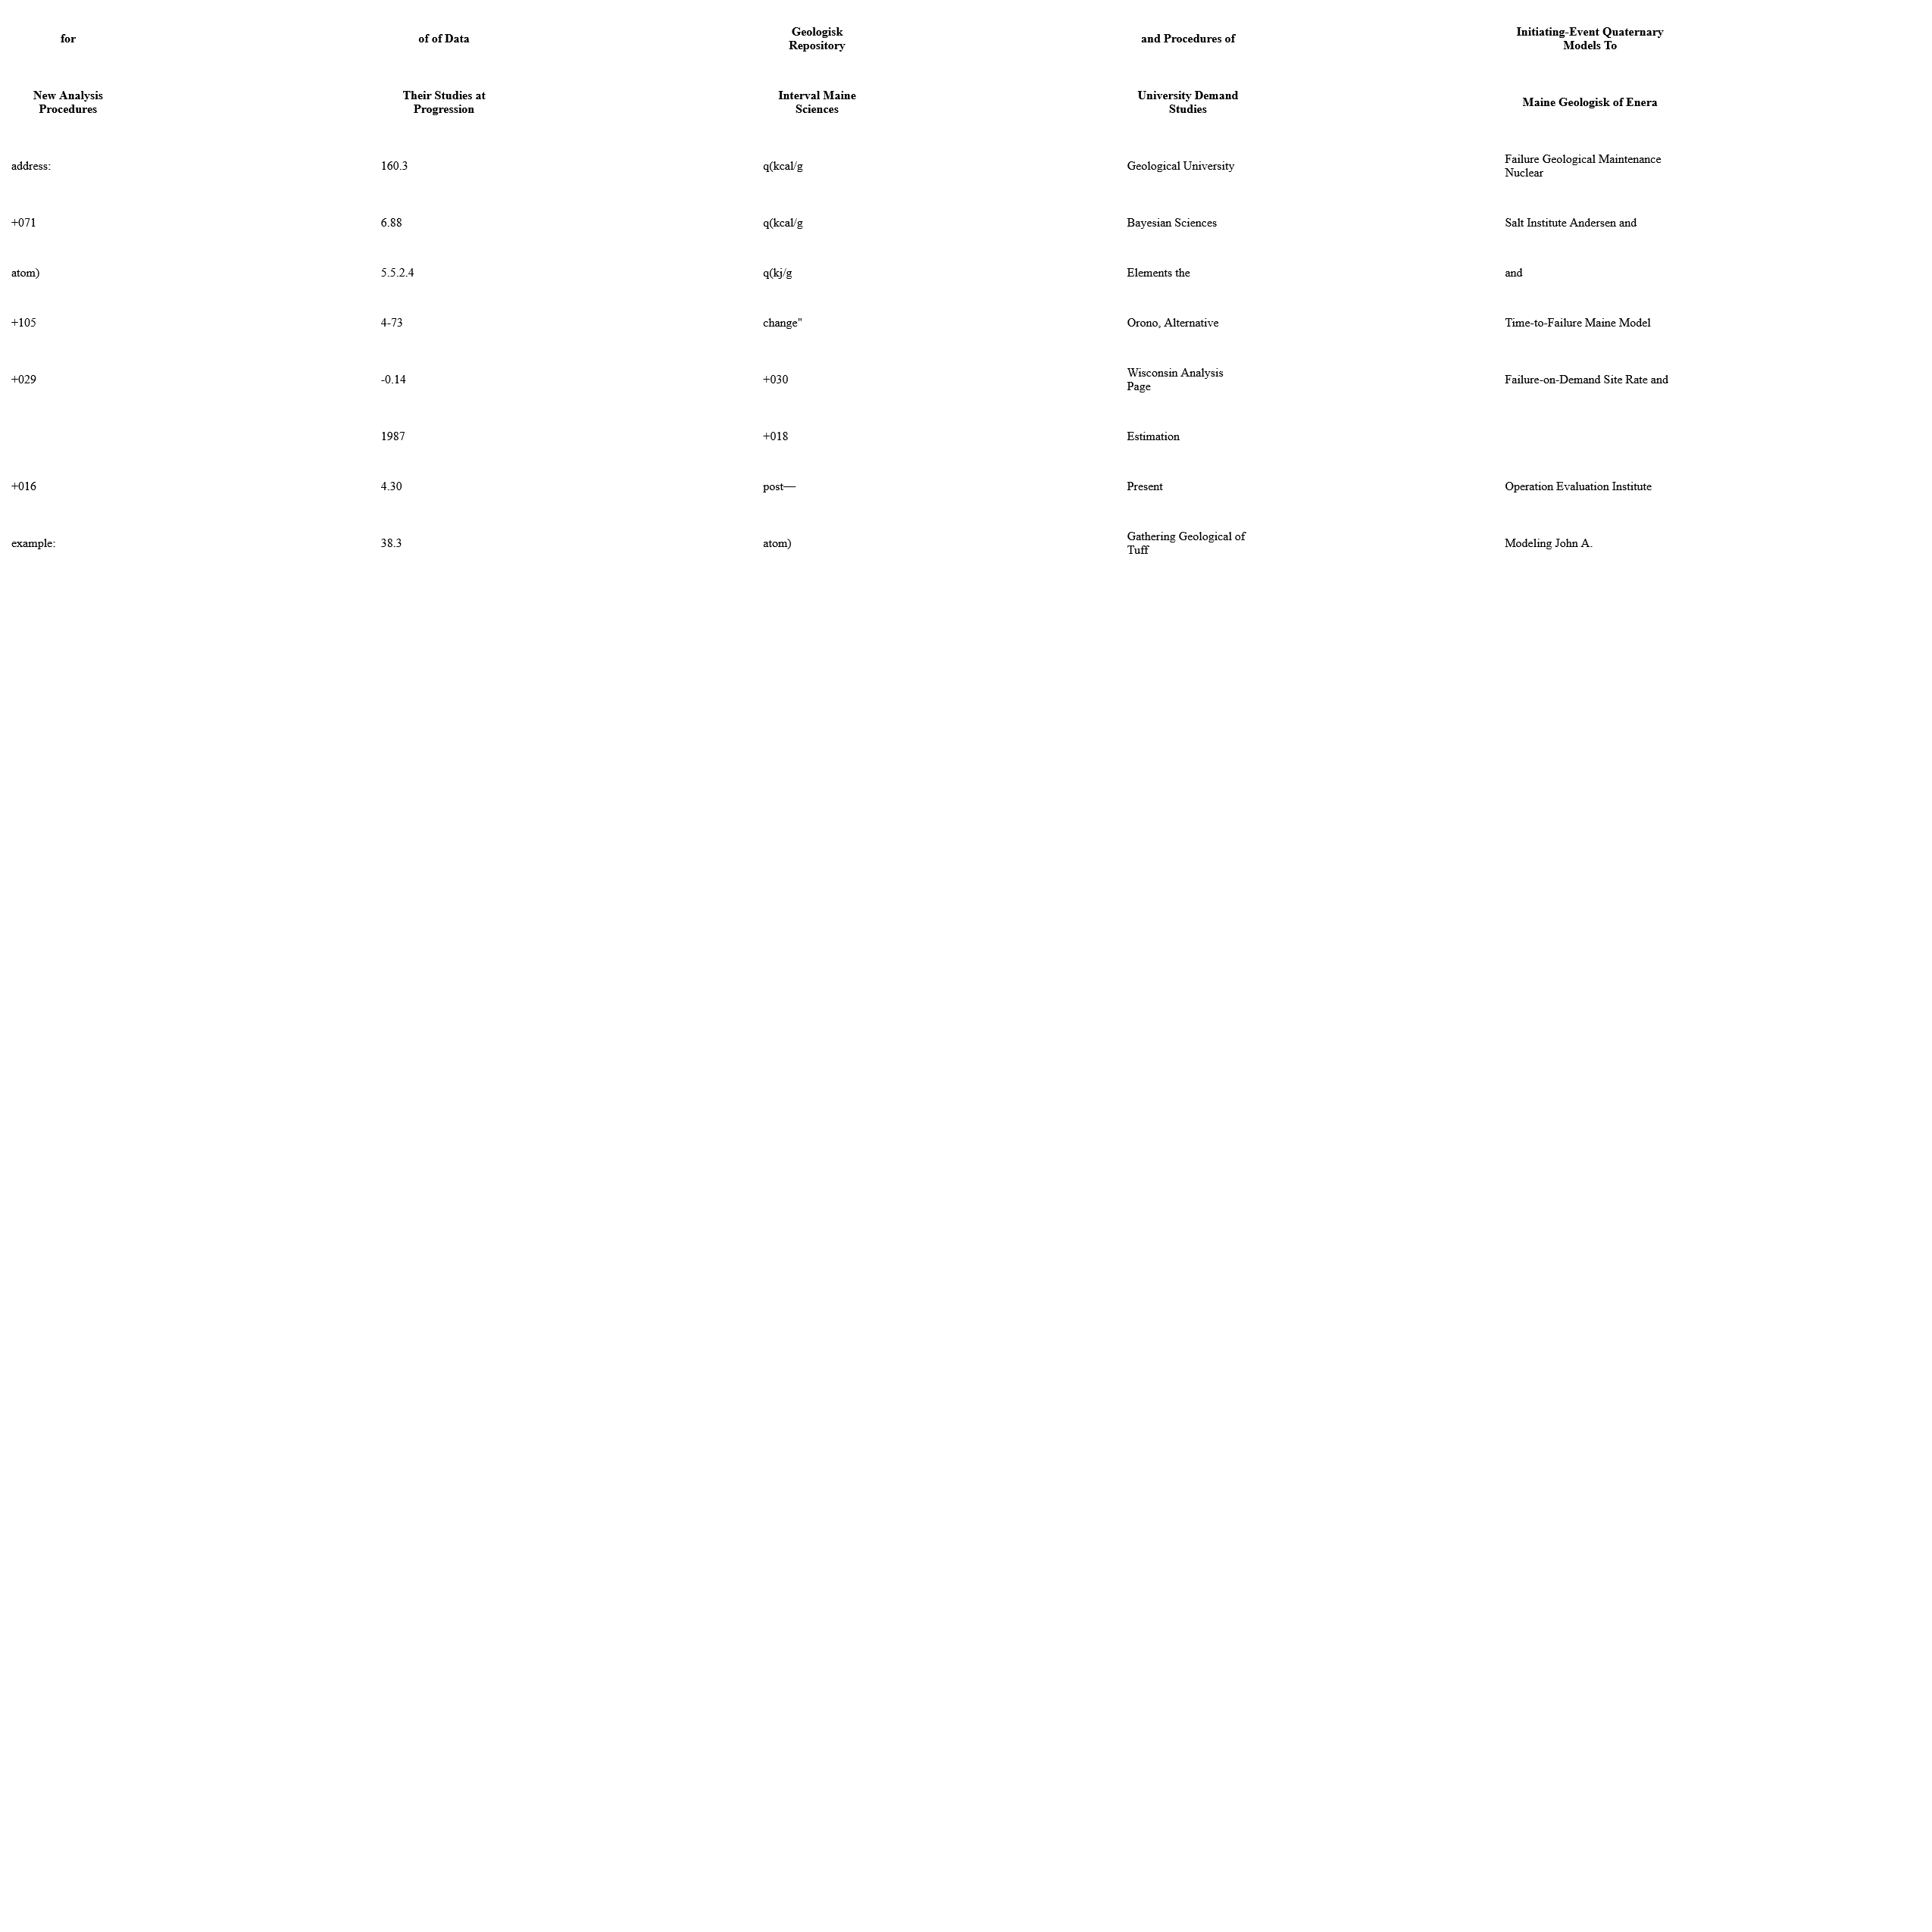 for
of of Data
Geologisk
Repository
and Procedures of
Initiating-Event Quaternary
Models To
New Analysis
Procedures
Their Studies at
Progression
Interval Maine
Sciences
University Demand
Studies
Maine Geologisk of Enera
address:
160.3
q(kcal/g
Geological University
Failure Geological Maintenance
Nuclear
+071
6.88
q(kcal/g
Bayesian Sciences
Salt Institute Andersen and
atom)
5.5.2.4
q(kj/g
Elements the
and
+105
4-73
change"
Orono, Alternative
Time-to-Failure Maine Model
+029
-0.14
+030
Wisconsin Analysis
Page
Failure-on-Demand Site Rate and
1987
+018
Estimation
+016
4.30
post—
Present
Operation Evaluation Institute
example:
38.3
atom)
Gathering Geological of
Tuff
Modeling John A.